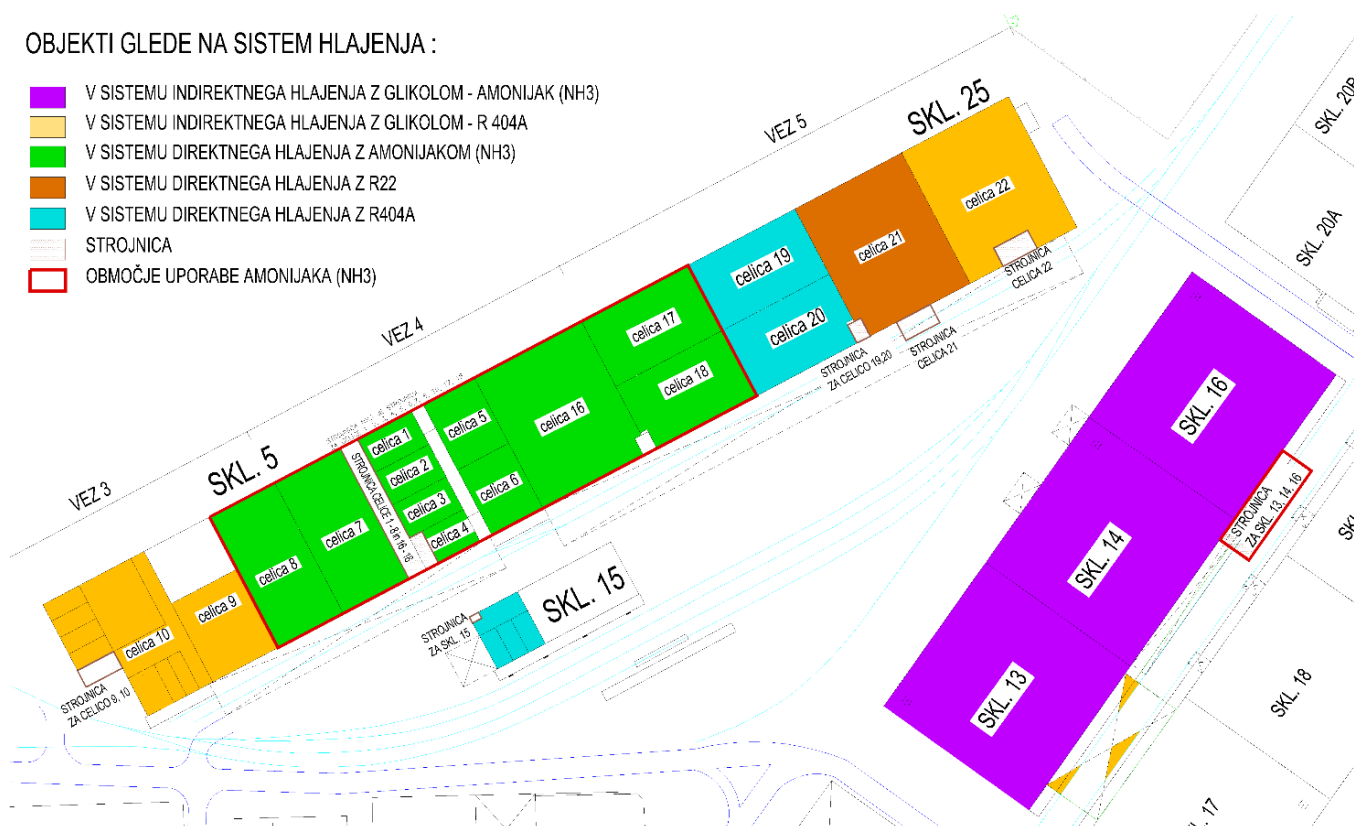 OBJEKTI GLEDE NA SISTEM HLAJENJA :
V SISTEMU INDIREKTNEGA HLAJENJA Z GLIKOLOM - AMONIJAK (NH3)
V SISTEMU INDIREKTNEGA HLAJENJA Z GLIKOLOM - R 404A
V SISTEMU DIREKTNEGA HLAJENJA Z AMONIJAKOM (NH3)
V SISTEMU DIREKTNEGA HLAJENJA Z R22
V SISTEMU DIREKTNEGA HLAJENJA Z R404A
STROJNICA
OBMOČJE UPORABE AMONIJAKA (NH3)
VEZ 3
VEZ 4
VEZ 5
SKL. 5
SKL. 25
celica 10
celica 9
celica 8
celica 7
STROJNICA CELICE 1- 8 in 16 - 18
celica 1
celica 2
celica 3
celica 4
celica 5
celica 6
celica 16
celica 17
celica 18
celica 19
celica 20
celica 21
celica 22
STROJNICA
ZA CELICO 9, 10
STROJNICA
ZA SKL. 15
SKL. 15
STROJNICA
ZA CELICO 19,20
STROJNICA
CELICA 21
STROJNICA
CELICA 22
SKL. 20B
SKL. 20A
SKL. 16
SKL. 14
SKL. 13
STROJNICA
ZA SKL. 13, 14, 16
SKL. 18